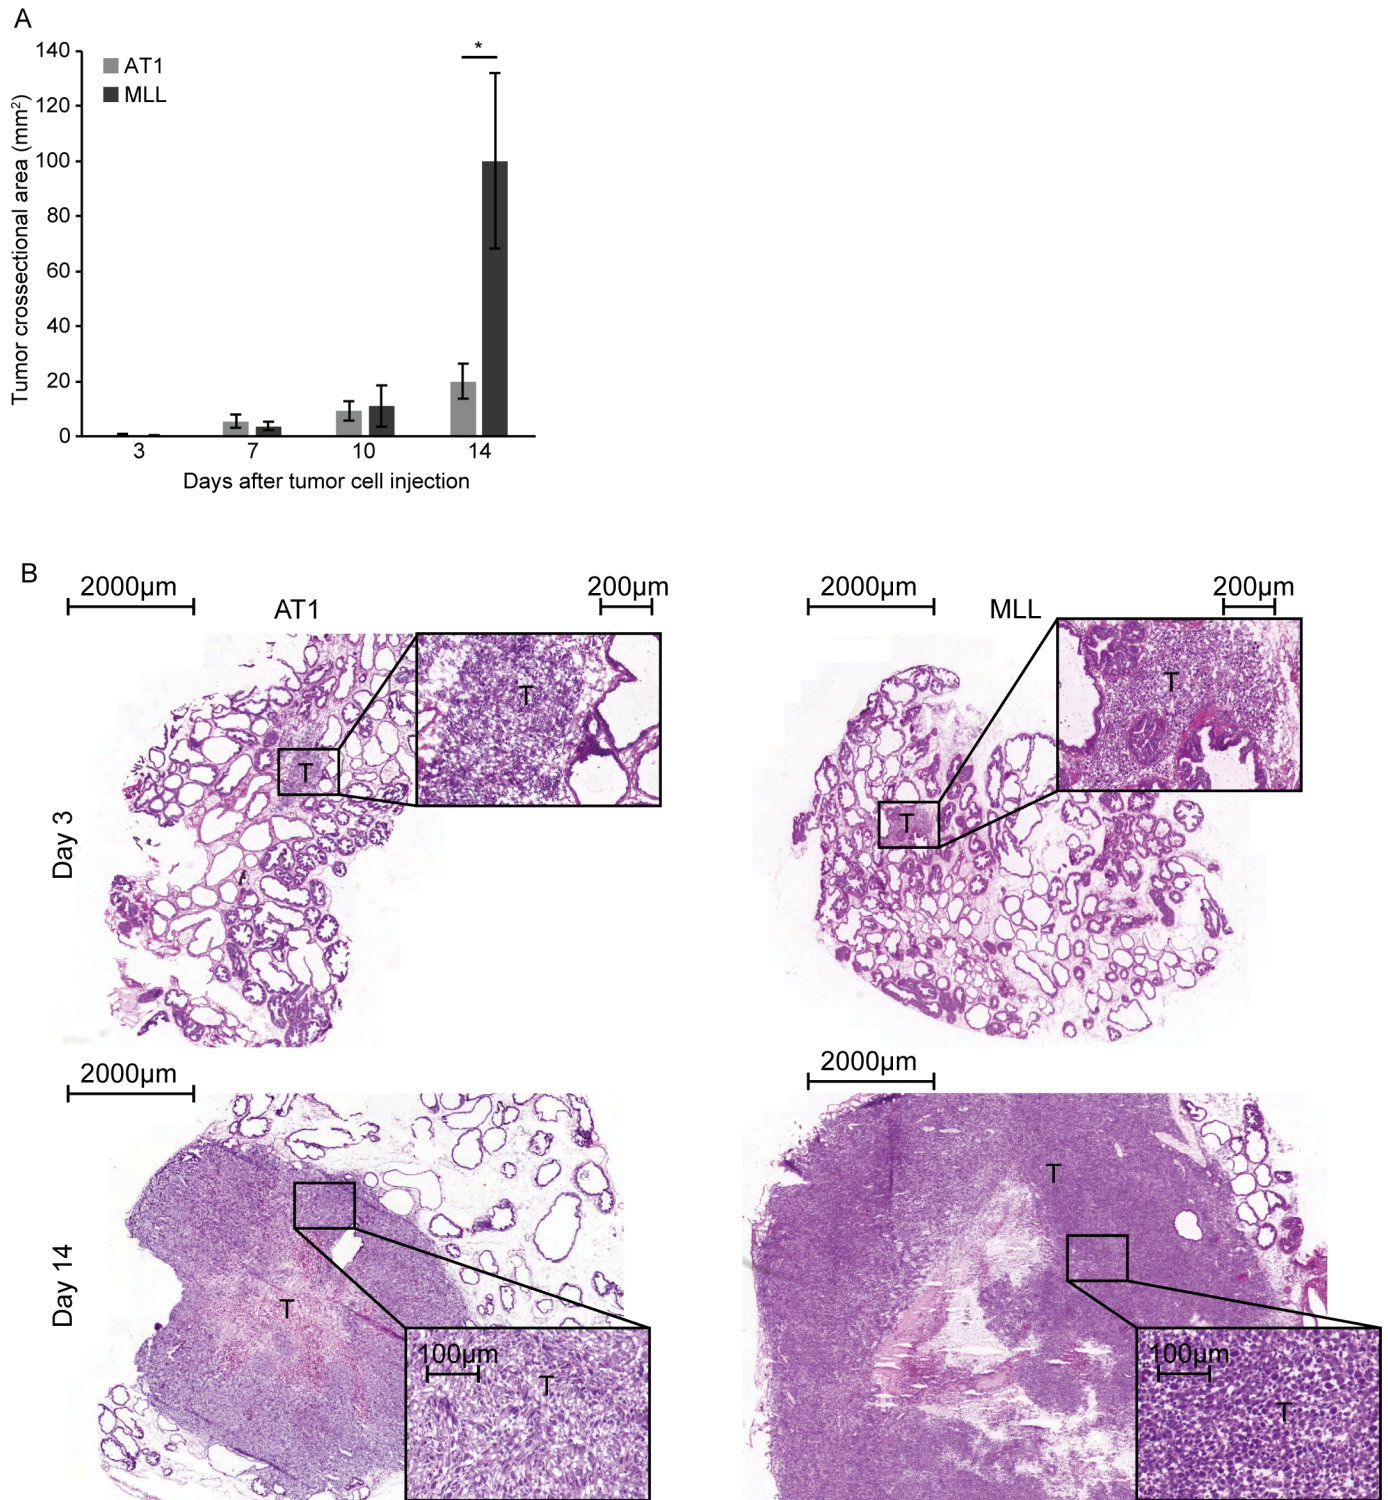 A
140
120
100
80
60
40
20
0
Tumor crossectional area (mm²)
AT1
MLL
*
3 7 10 14
Days after tumor cell injection
B
2000µm 200µm 2000µm 200µm
AT1 MLL
Day 3
T T T T
2000µm 2000µm
Day 14
T T
100µm 100µm
T T